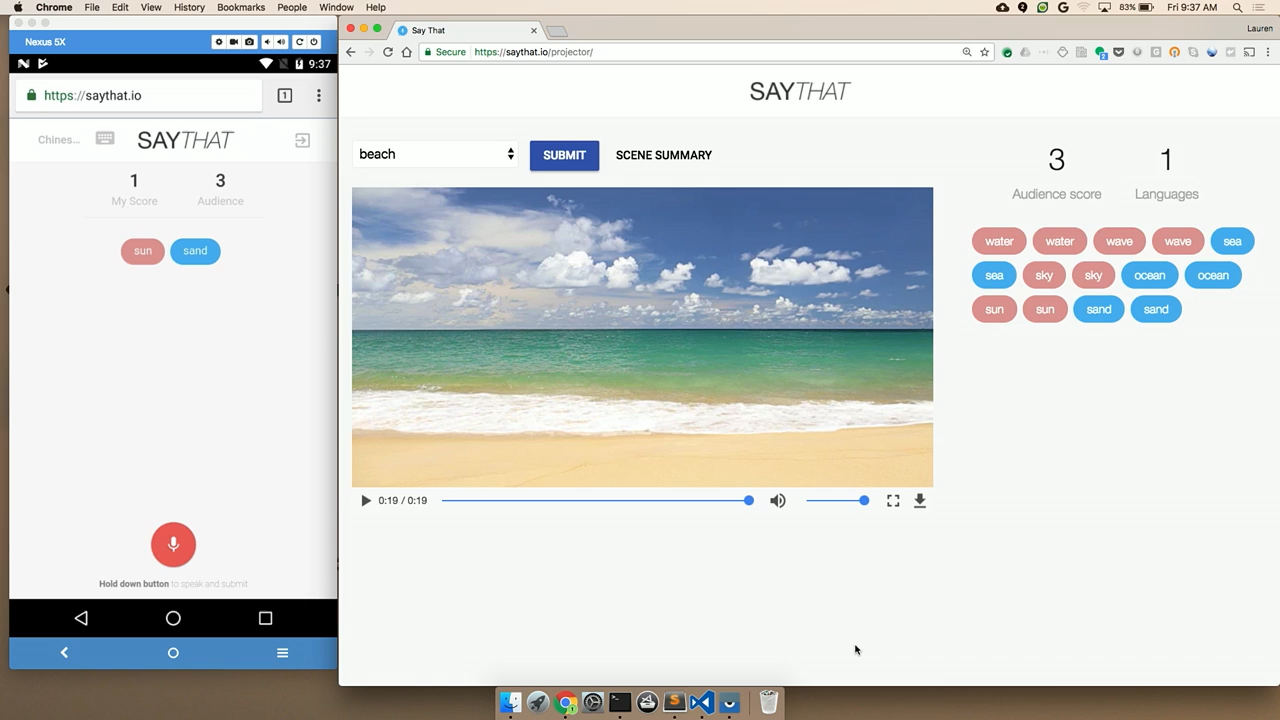 Chrome File Edit View History Bookmarks People Window Help 83% Fri 9:37 AM
Nexus 5X
9:37
https://saythat.io
1
Chines...
SAYTHAT
1 3
My Score Audience
sun sand
Hold down button to speak and submit
Say That
Lauren
Secure https://saythat.io/projector/
SAYTHAT
beach SUBMIT SCENE SUMMARY
3 1
Audience score Languages
water water wave wave sea
sea sky sky ocean ocean
sun sun sand sand
0:19 / 0:19